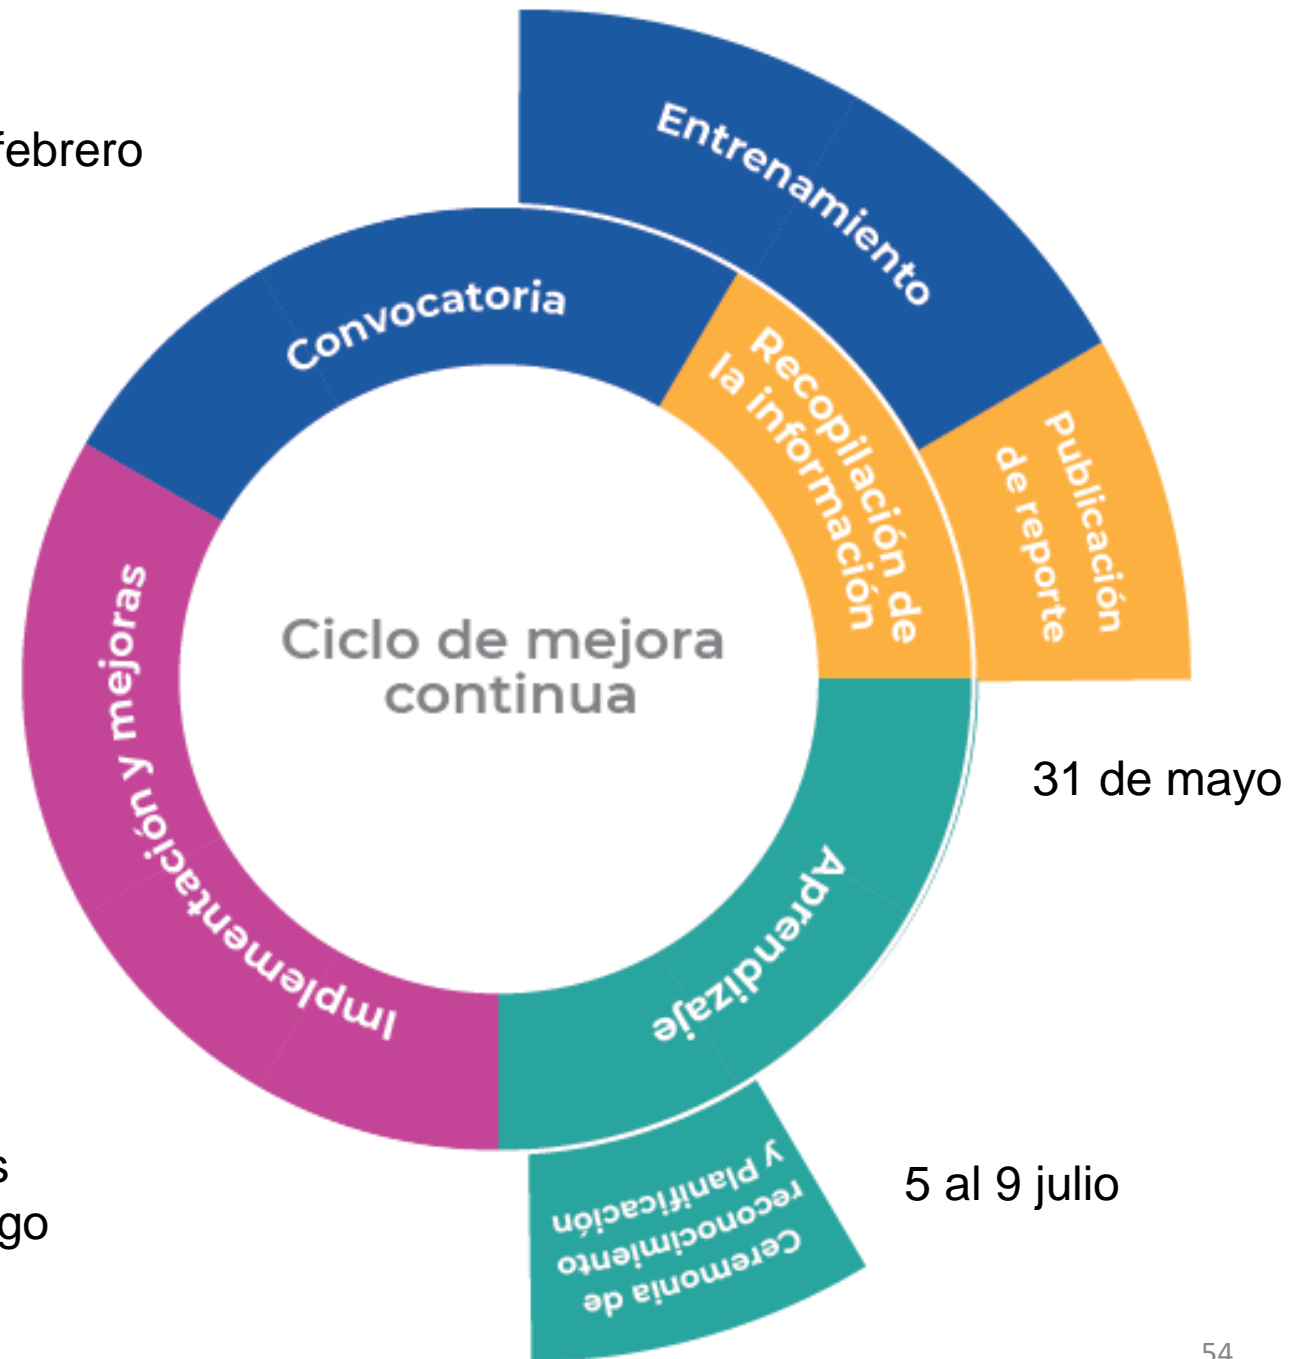 febrero
Entrenamiento
Convocatoria
Recopilación de
la información
Publicación
de reporte
Ciclo de mejora
continua
31 de mayo
Aprendizaje
Implementación y mejoras
5 al 9 julio
Ceremonia de
reconocimiento
y Planificación
54